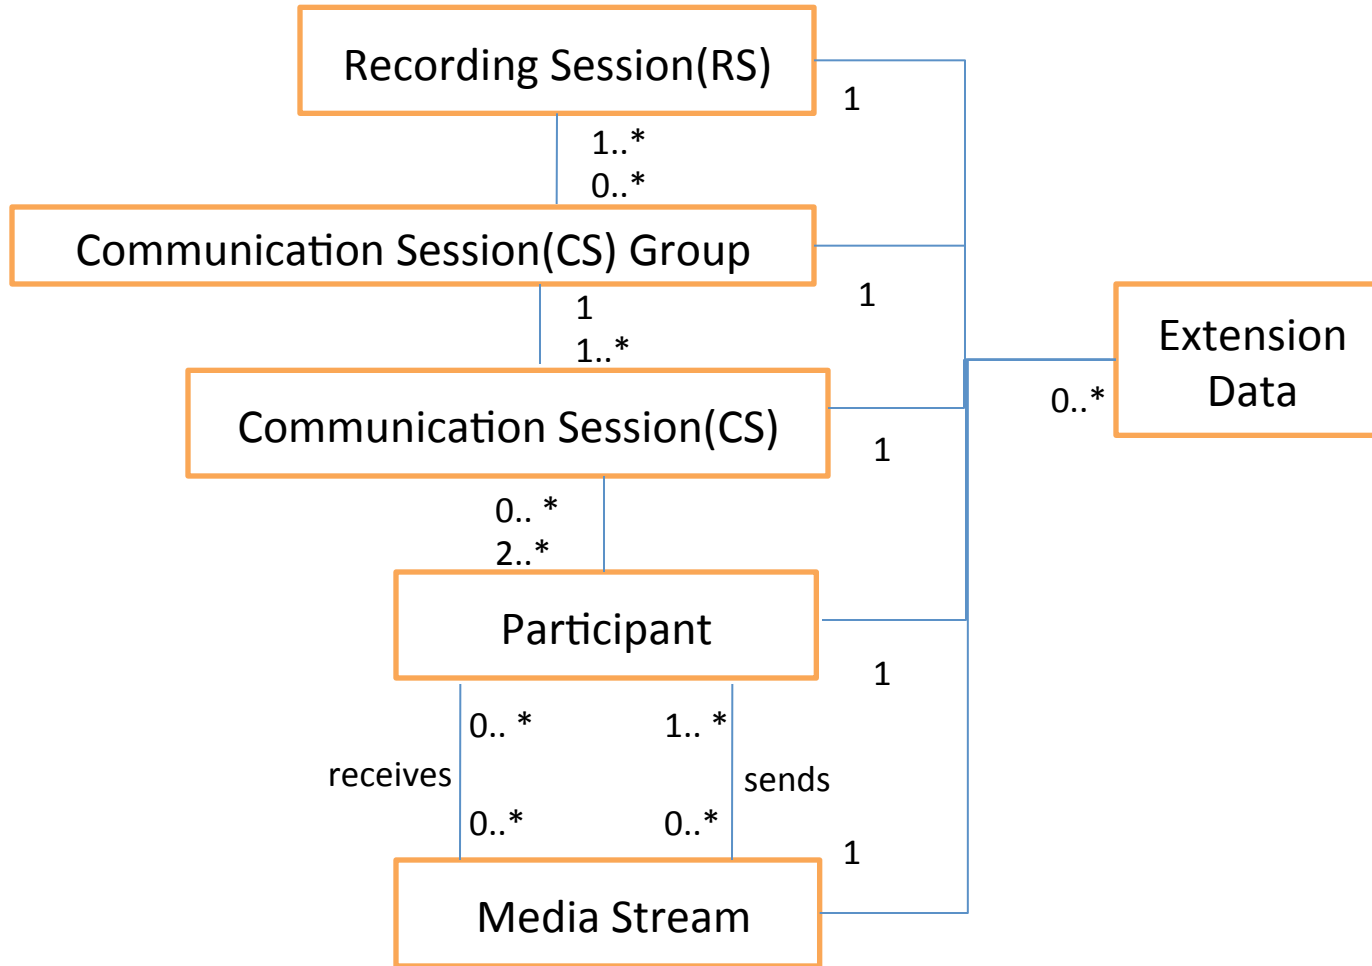 Recording Session(RS)
1
1..*
0..*
Communication Session(CS) Group
1
1
1..*
Extension
Data
0..*
Communication Session(CS)
1
0.. *
2..*
Participant
1
0.. *
1.. *
receives
sends
0..*
0..*
1
Media Stream